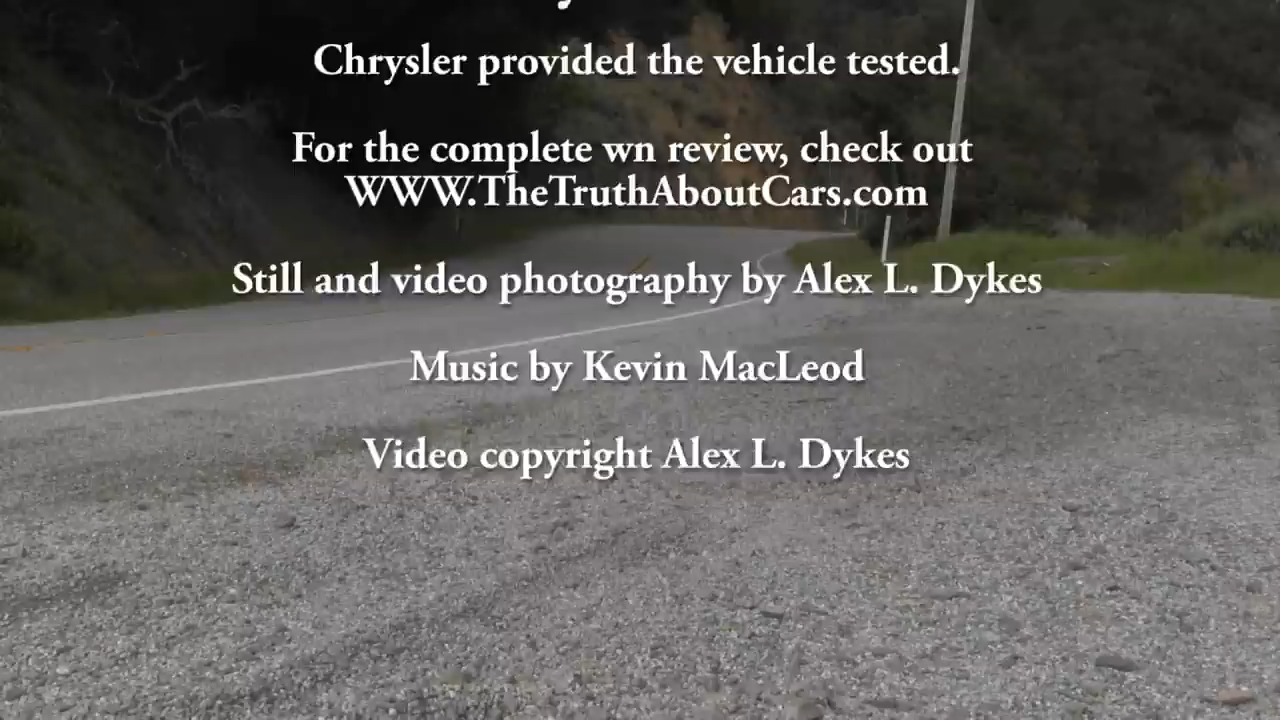 Chrysler provided the vehicle tested.
For the complete wn review, check out
WWW.TheTruthAboutCars.com
Still and video photography by Alex L. Dykes
Music by Kevin MacLeod
Video copyright Alex L. Dykes